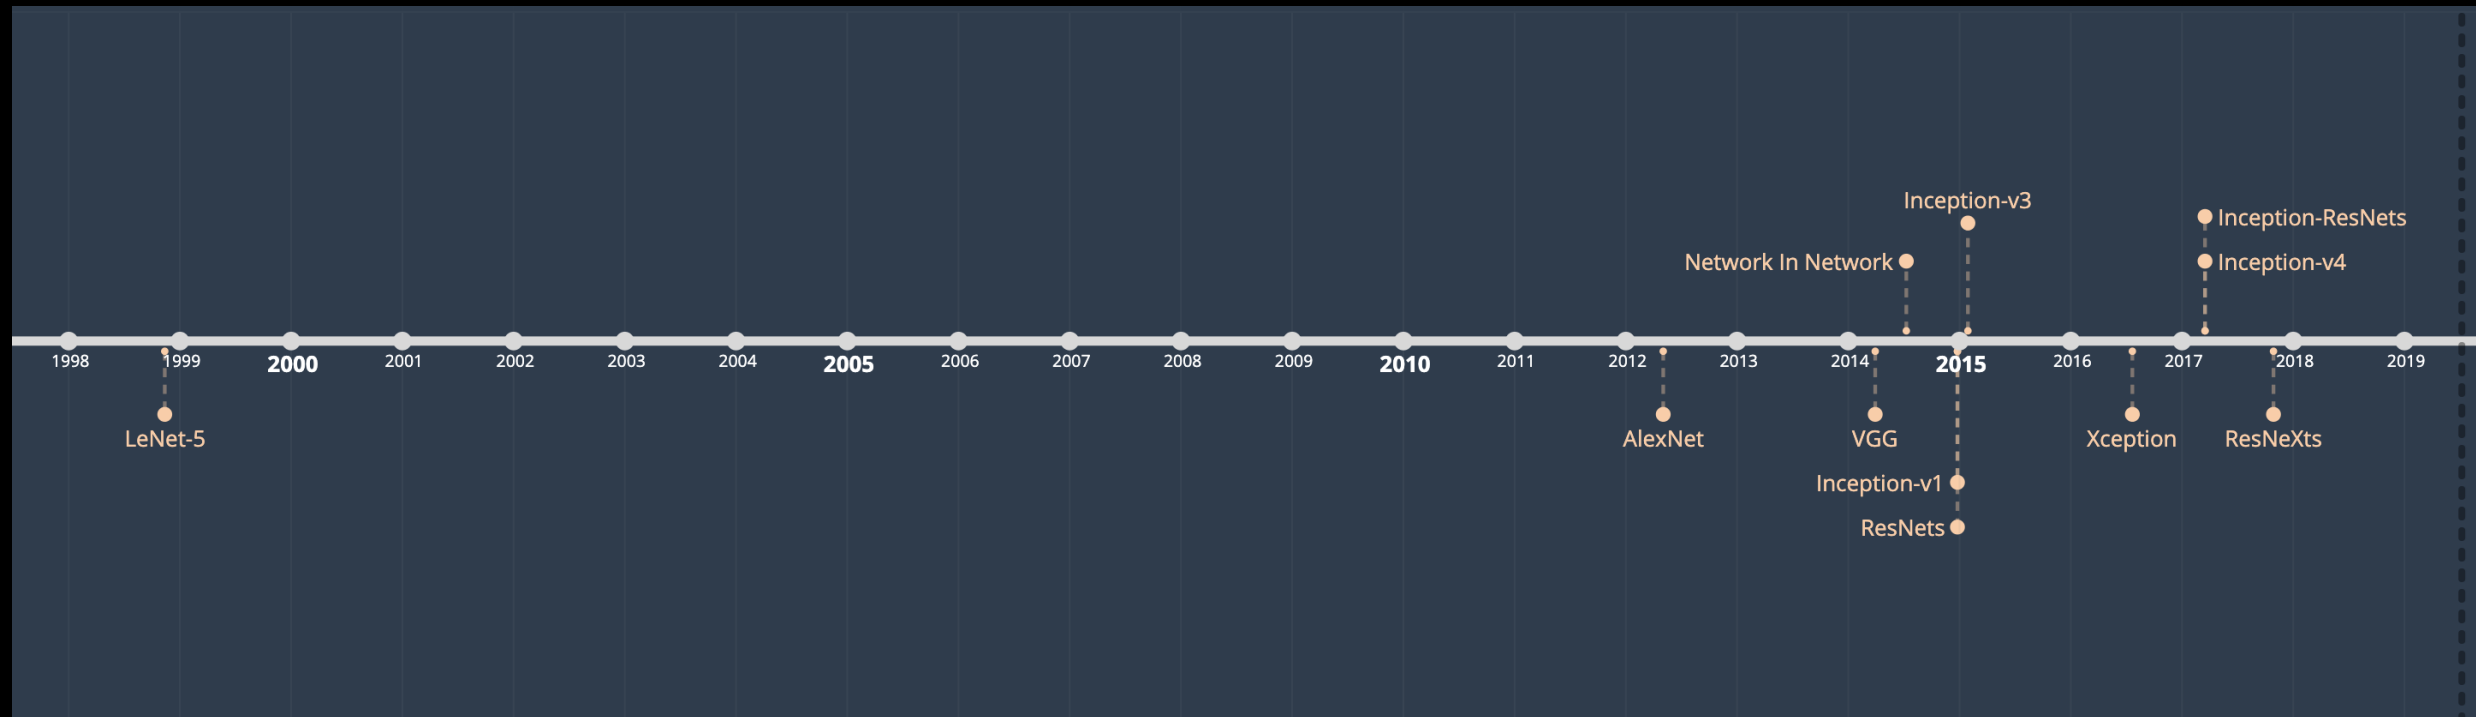 Inception-v3
Inception-ResNets
Network In Network
Inception-v4
1998 1999 2000 2001 2002 2003 2004 2005 2006 2007 2008 2009 2010 2011 2012 2013 2014 2015 2016 2017 2018 2019
LeNet-5 AlexNet VGG Xception ResNeXts
Inception-v1
ResNets